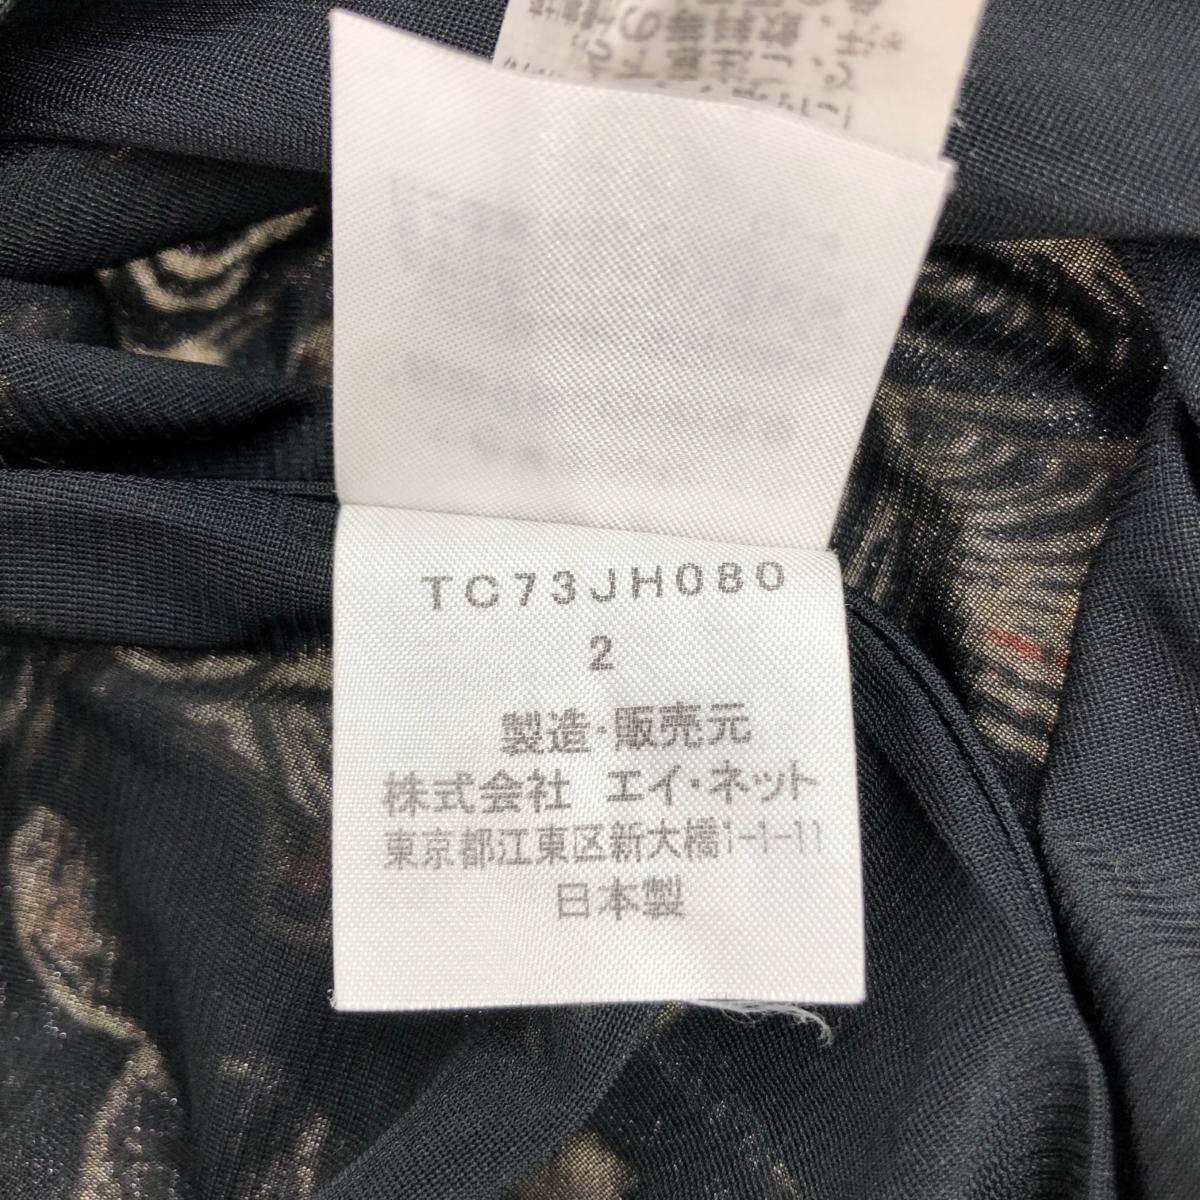 TC73JH080
2
製造・販売元
株式会社 エイ・ネット
東京都江東区新大橋1-1-11
日本製